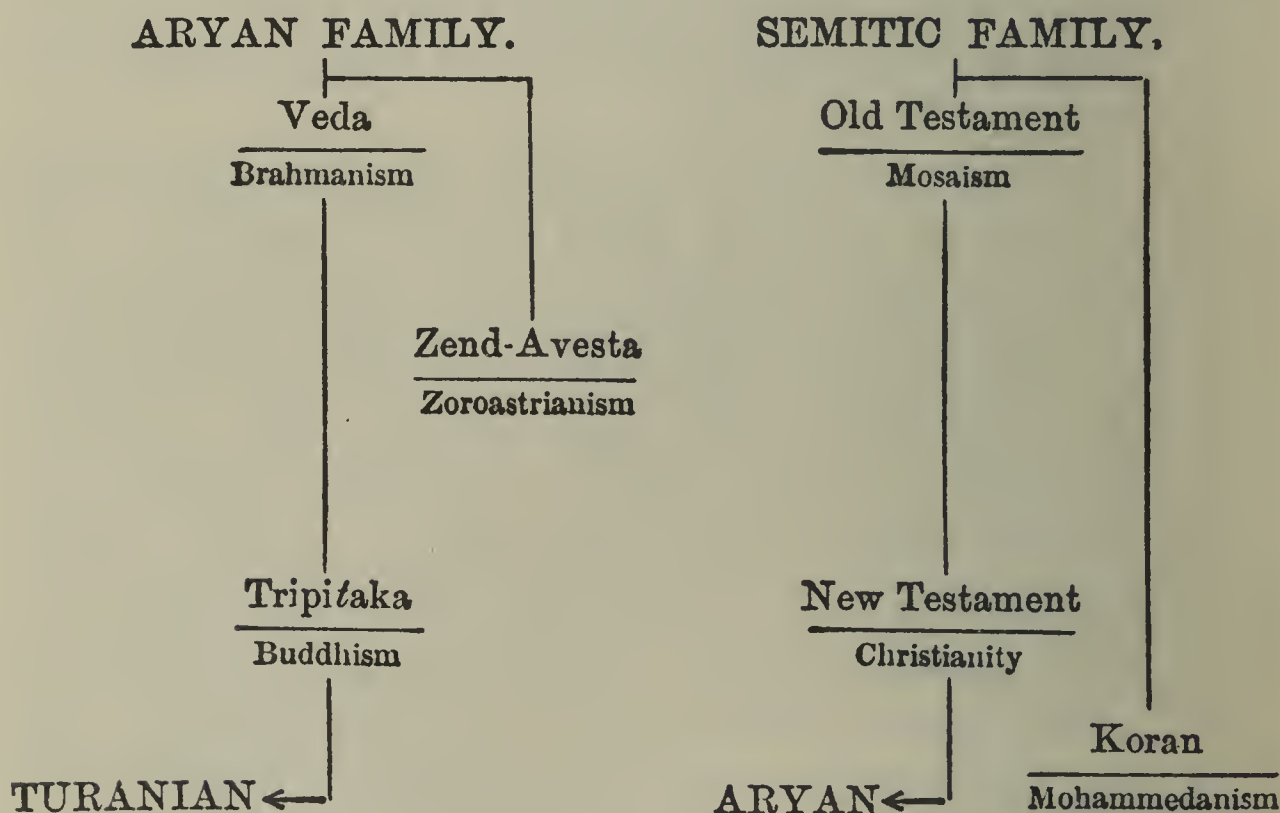 ARYAN FAMILY.
Veda
Brahmanism
Zend-Avesta
Zoroastrianism
Tripitaka
Buddhism
TURANIAN
SEMITIC FAMILY.
Old Testament
Mosaism
New Testament
Christianity
ARYAN
Koran
Mohammedanism